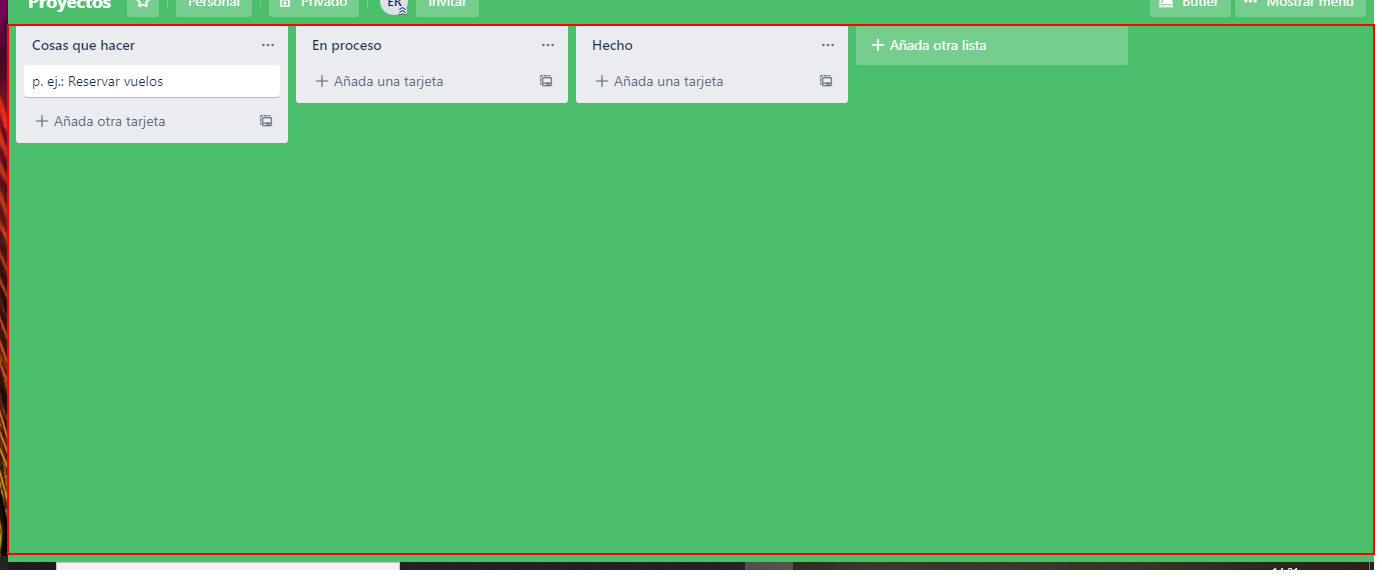 Proyectos Personal Privado ER Invitar Butler Mostrar menú
Cosas que hacer
p. ej.: Reservar vuelos
Añada otra tarjeta
En proceso
Añada una tarjeta
Hecho
Añada una tarjeta
Añada otra lista